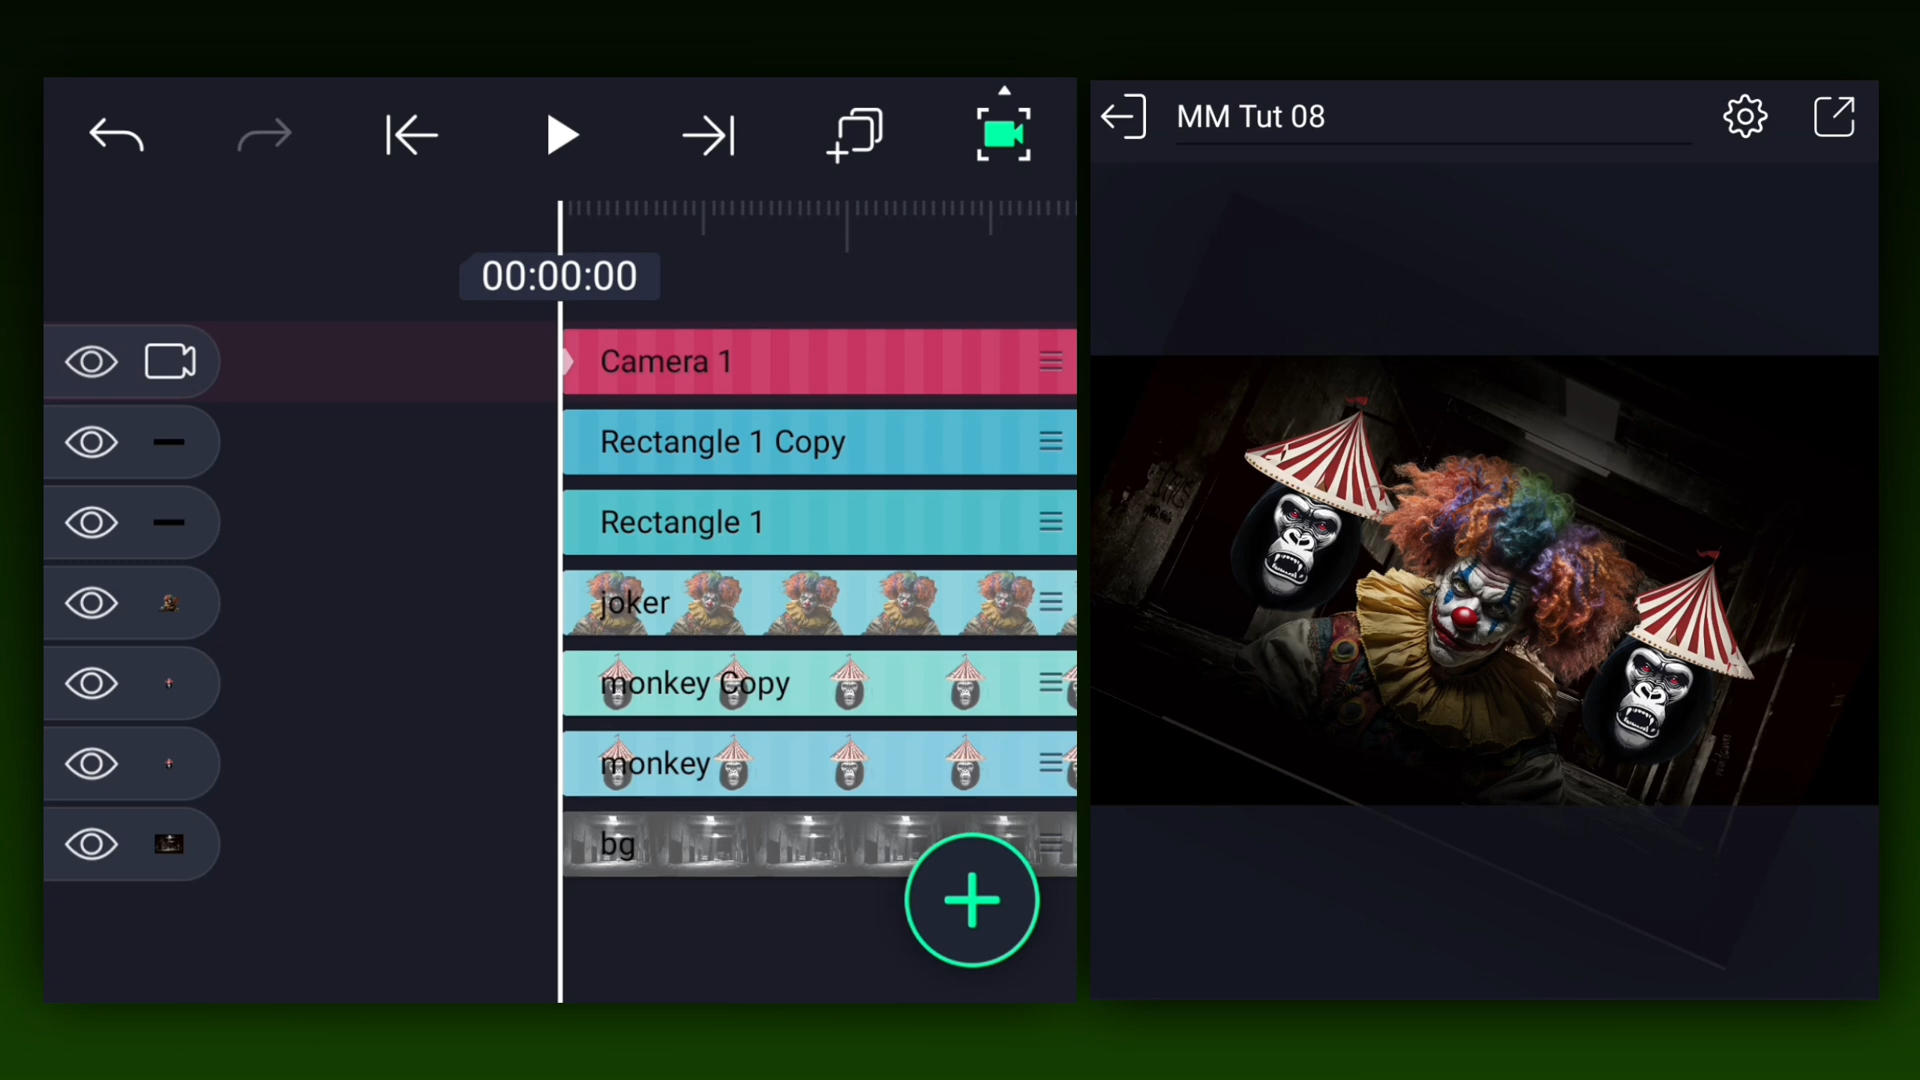 MM Tut 08
00:00:00
Camera 1
Rectangle 1 Copy
Rectangle 1
joker
monkey Copy
monkey
bg